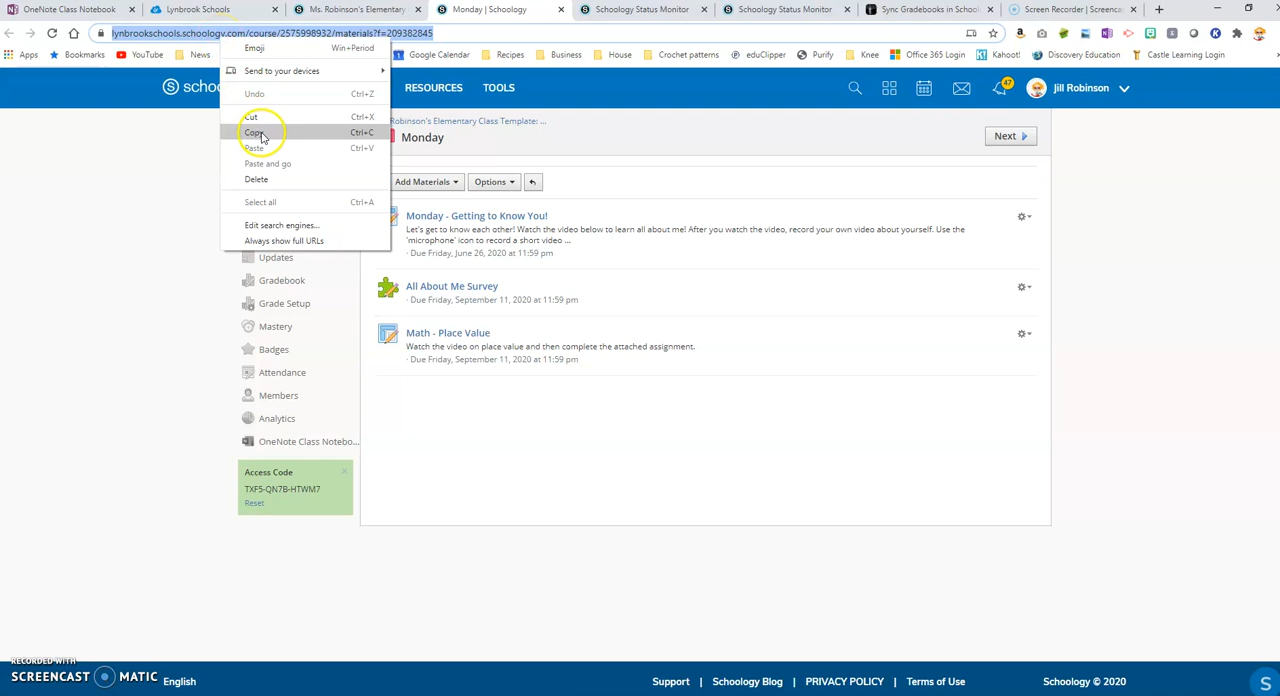 OneNote Class Notebook
Lynbrook Schools
Ms. Robinson's Elementary
Monday | Schoology
Schoology Status Monitor
Schoology Status Monitor
Sync Gradebooks in School
Screen Recorder | Screenca
lynbrookschools.schoology.com/course/2575998932/materials?f=209382845
Apps
Bookmarks
YouTube
News
Google Calendar
Recipes
Business
House
Crochet patterns
eduClipper
Purify
Knee
Office 365 Login
Kahoot!
Discovery Education
Castle Learning Login
Emoji Win+Period
Send to your devices
Undo Ctrl+Z
Cut Ctrl+X
Copy Ctrl+C
Paste Ctrl+V
Paste and go
Delete
Select all Ctrl+A
Edit search engines...
Always show full URLs
RESOURCES
TOOLS
47
Jill Robinson
Robinson's Elementary Class Template: ...
Monday
Next
Add Materials
Options
Monday - Getting to Know You!
Let's get to know each other! Watch the video below to learn all about me! After you watch the video, record your own video about yourself. Use the
'microphone' icon to record a short video ...
· Due Friday, June 26, 2020 at 11:59 pm
All About Me Survey
· Due Friday, September 11, 2020 at 11:59 pm
Math - Place Value
Watch the video on place value and then complete the attached assignment.
· Due Friday, September 11, 2020 at 11:59 pm
Updates
Gradebook
Grade Setup
Mastery
Badges
Attendance
Members
Analytics
OneNote Class Notebo...
Access Code
TXF5-QN7B-HTWM7
Reset
RECORDED WITH
SCREENCAST MATIC
English
Support | Schoology Blog | PRIVACY POLICY | Terms of Use
Schoology © 2020
S